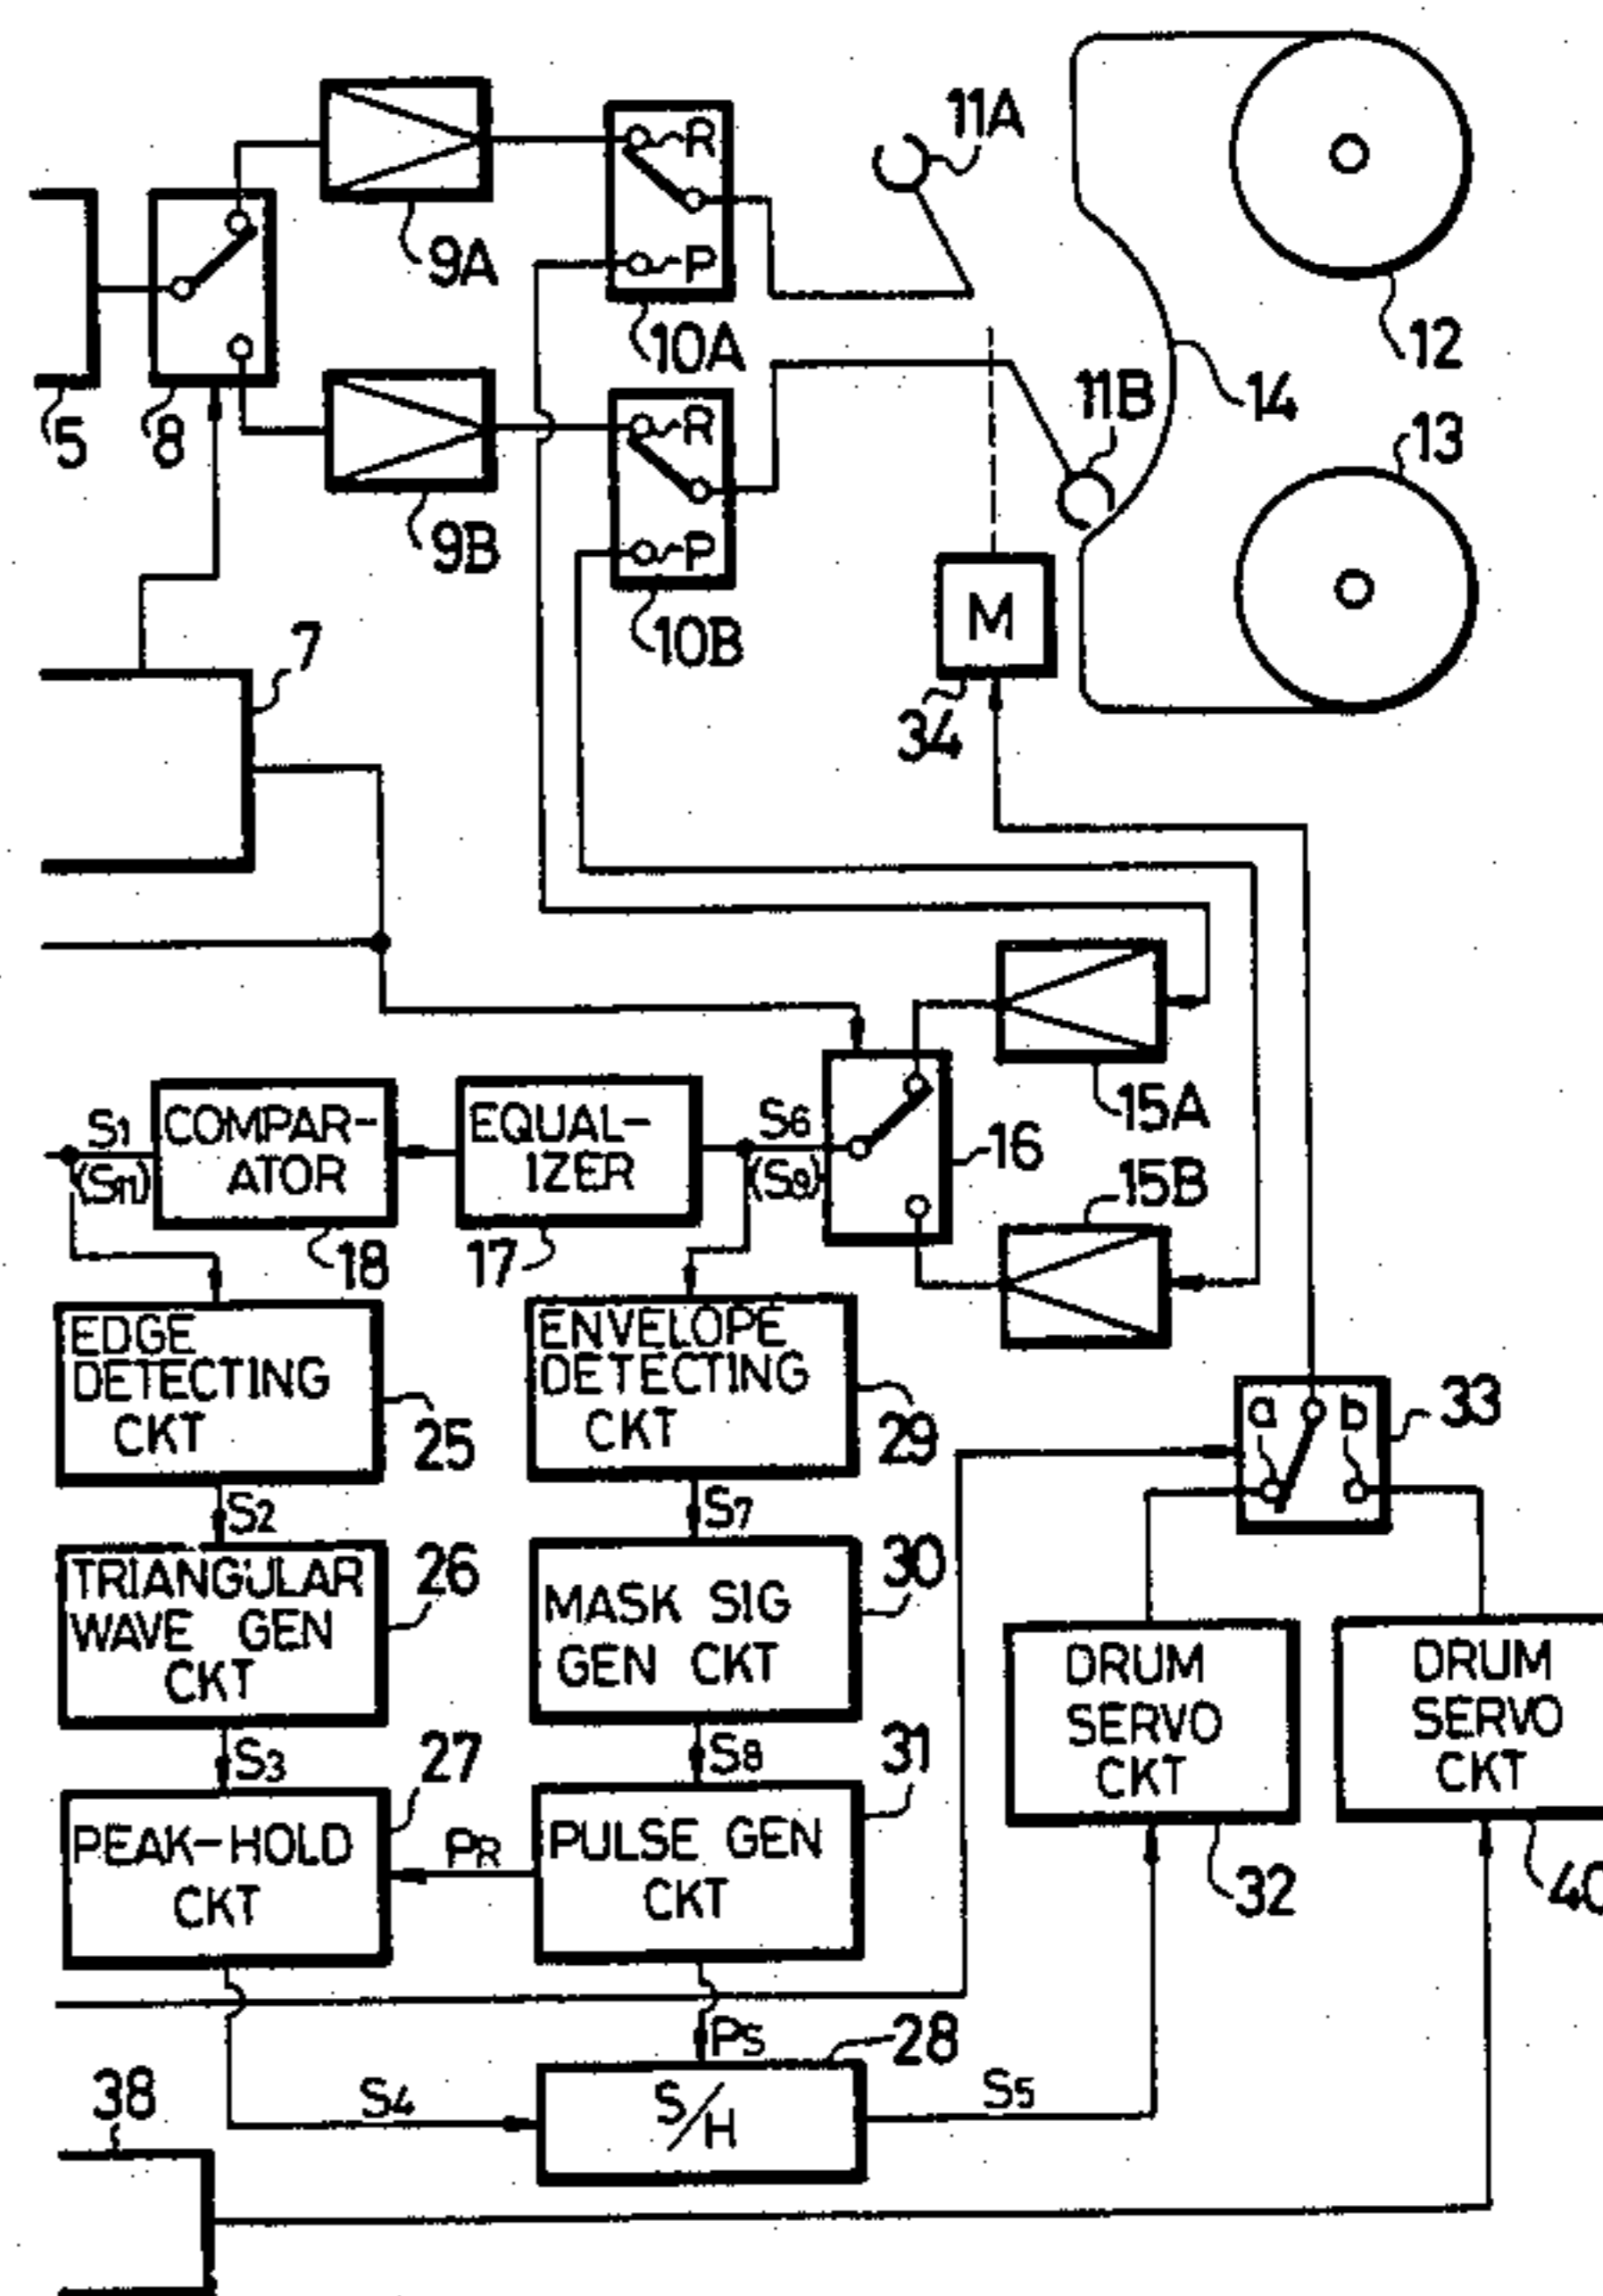 11A
R
P
9A
10A
12
5
8
11B
14
R
P
13
9B
10B
7
M
34
15A
S1
(S11)
COMPAR-
ATOR
EQUAL-
IZER
S6
(S9)
16
15B
18
17
EDGE
DETECTING
CKT
25
ENVELOPE
DETECTING
CKT
29
a
b
33
S2
S7
TRIANGULAR
WAVE GEN
CKT
26
MASK SIG
GEN CKT
30
DRUM
SERVO
CKT
DRUM
SERVO
CKT
S3
S8
27
31
PEAK-HOLD
CKT
PR
PULSE GEN
CKT
32
40
PS
28
38
S4
S/H
S5